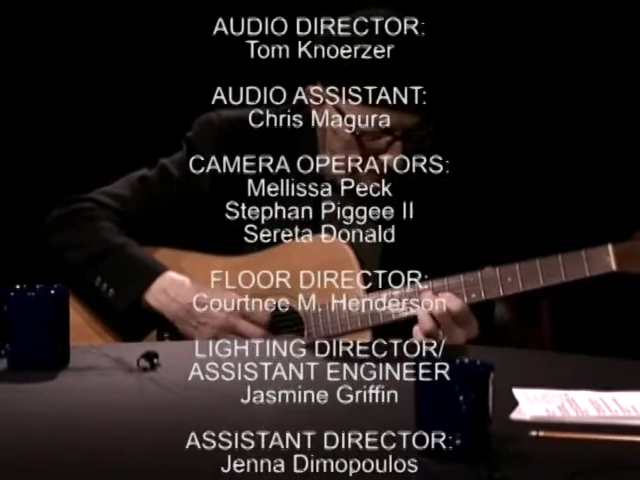 AUDIO DIRECTOR:
Tom Knoerzer
AUDIO ASSISTANT:
Chris Magura
CAMERA OPERATORS:
Mellissa Peck
Stephan Piggee II
Sereta Donald
FLOOR DIRECTOR:
Courtnee M. Henderson
LIGHTING DIRECTOR/
ASSISTANT ENGINEER
Jasmine Griffin
ASSISTANT DIRECTOR:
Jenna Dimopoulos